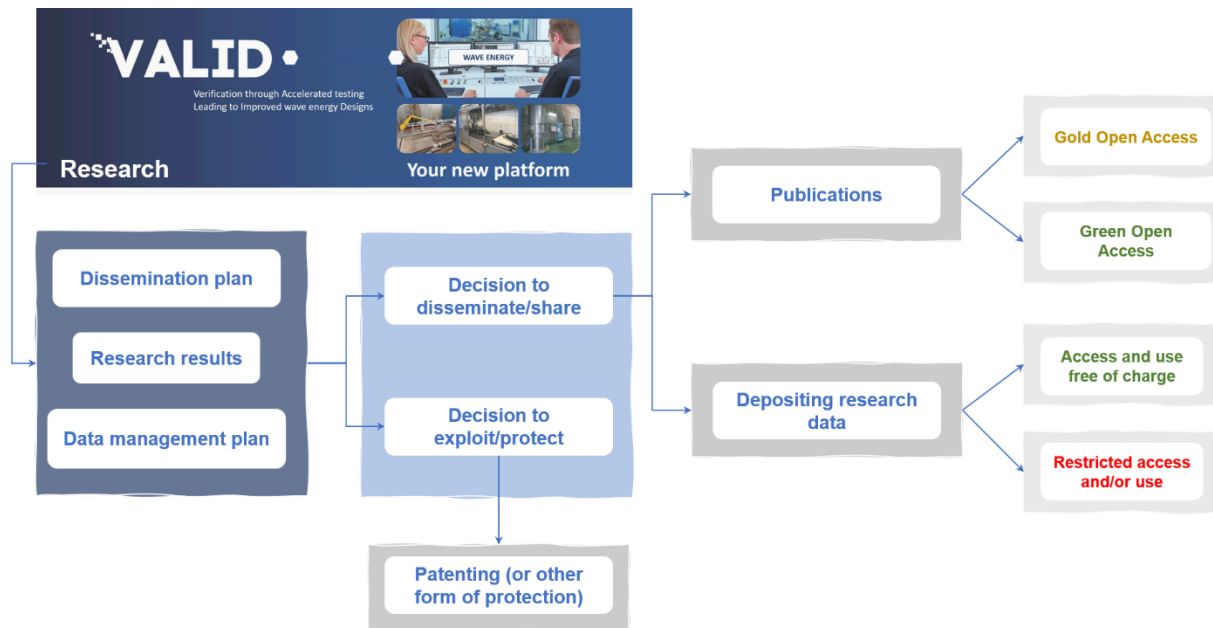 VALID
WAVE ENERGY
Verification through Accelerated testing
Leading to Improved wave energy Designs
Research
Your new platform
Dissemination plan
Research results
Data management plan
Decision to
disseminate/share
Decision to
exploit/protect
Patenting (or other
form of protection)
Publications
Depositing research
data
Gold Open Access
Green Open
Access
Access and use
free of charge
Restricted access
and/or use